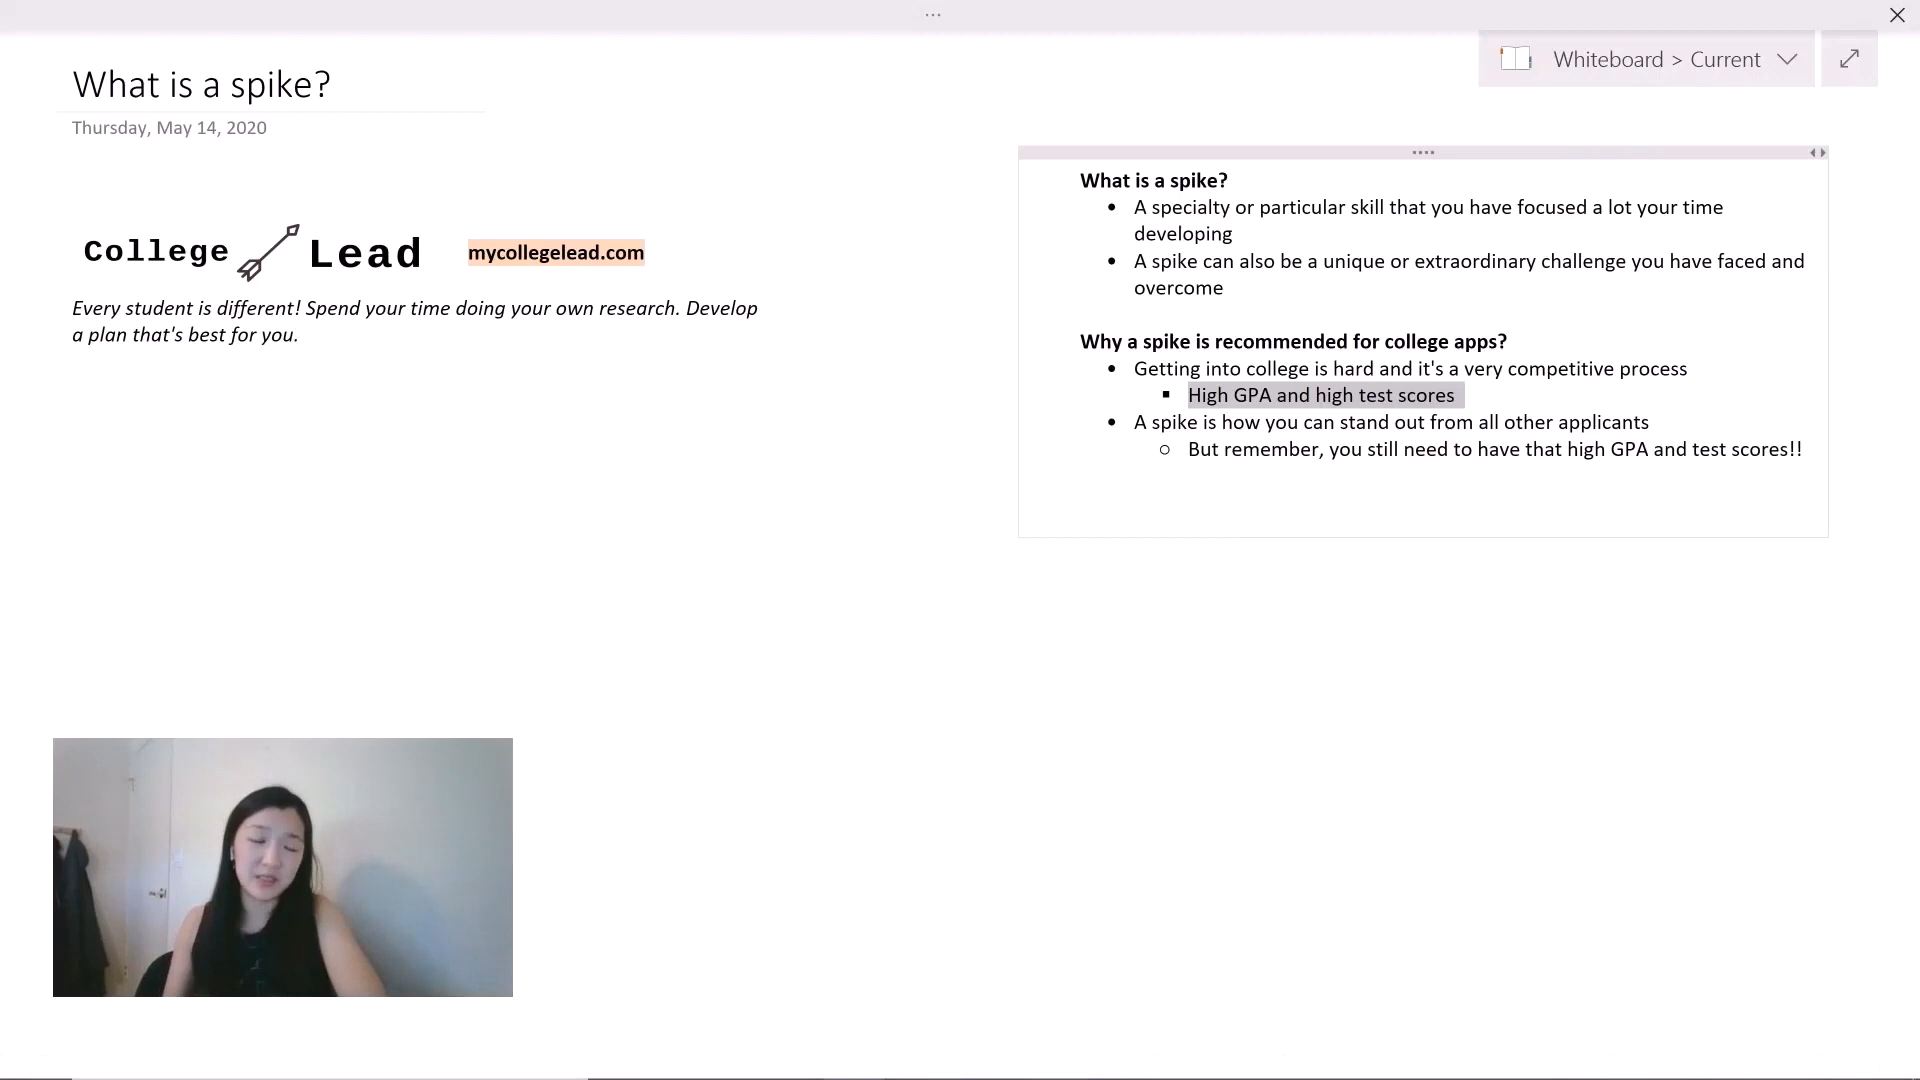 Whiteboard > Current
What is a spike?
Thursday, May 14, 2020
College Lead mycollegelead.com
Every student is different! Spend your time doing your own research. Develop
a plan that's best for you.
What is a spike?
• A specialty or particular skill that you have focused a lot your time
developing
• A spike can also be a unique or extraordinary challenge you have faced and
overcome
Why a spike is recommended for college apps?
• Getting into college is hard and it's a very competitive process
▪ High GPA and high test scores
• A spike is how you can stand out from all other applicants
○ But remember, you still need to have that high GPA and test scores!!